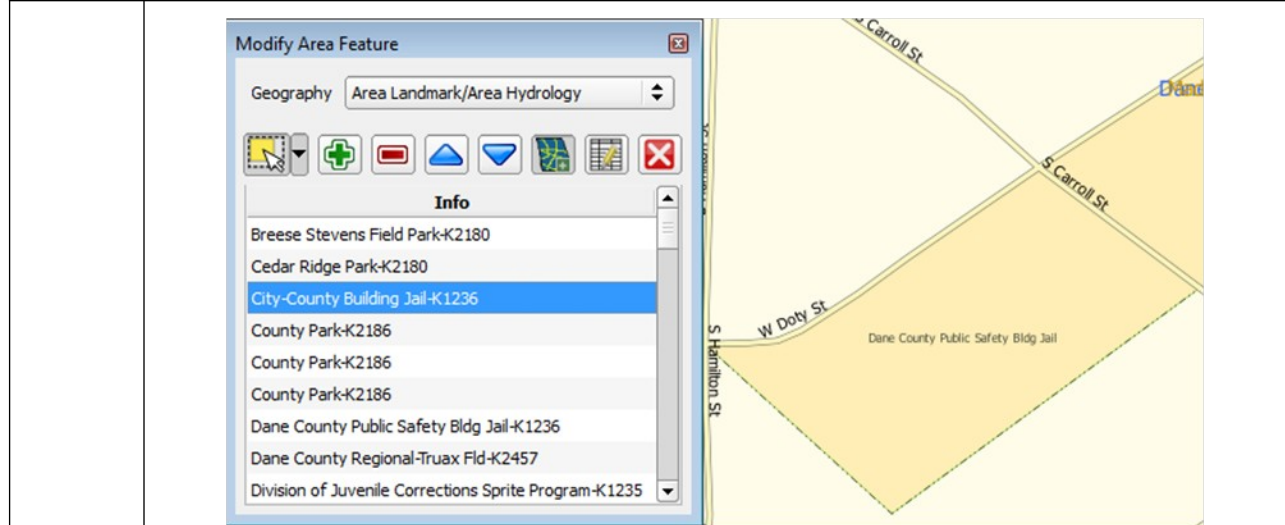 Modify Area Feature
Geography Area Landmark/Area Hydrology
Info
Breese Stevens Field Park-K2180
Cedar Ridge Park-K2180
City-County Building Jail-K1236
County Park-K2186
County Park-K2186
County Park-K2186
Dane County Public Safety Bldg Jail-K1236
Dane County Regional-Truax Fld-K2457
Division of Juvenile Corrections Sprite Program-K1235
S Carroll St
Dane
S Carroll St
W Doty St
Dane County Public Safety Bldg Jail
S Hamilton St